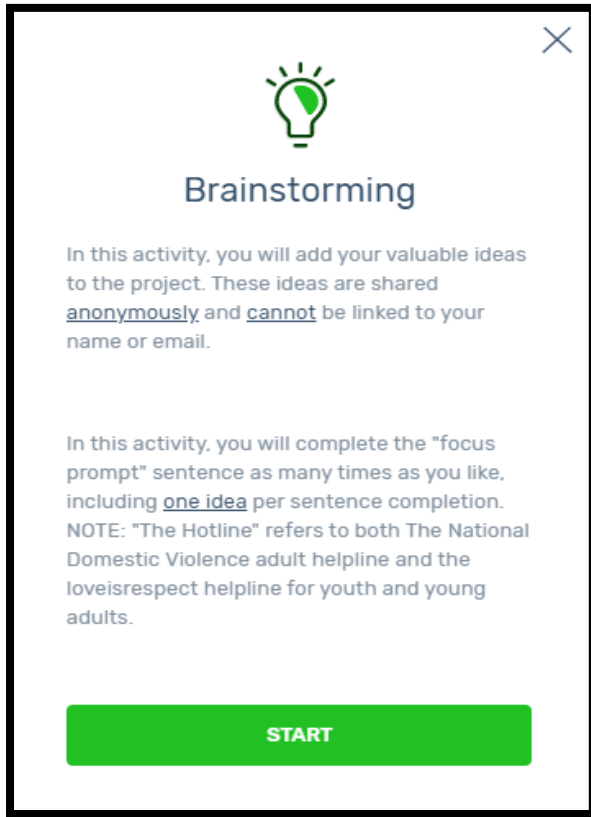 Brainstorming
In this activity, you will add your valuable ideas
to the project. These ideas are shared
anonymously and cannot be linked to your
name or email.
In this activity, you will complete the "focus
prompt" sentence as many times as you like,
including one idea per sentence completion.
NOTE: "The Hotline" refers to both The National
Domestic Violence adult helpline and the
loveisrespect helpline for youth and young
adults.
START